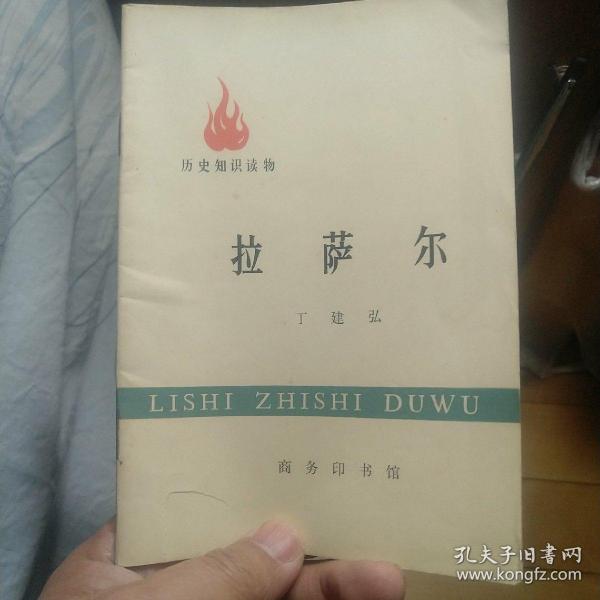 历史知识读物
拉萨尔
丁建弘
LISHI ZHISHI DUWU
商务印书馆
孔夫子旧书网
www.kongfz.com